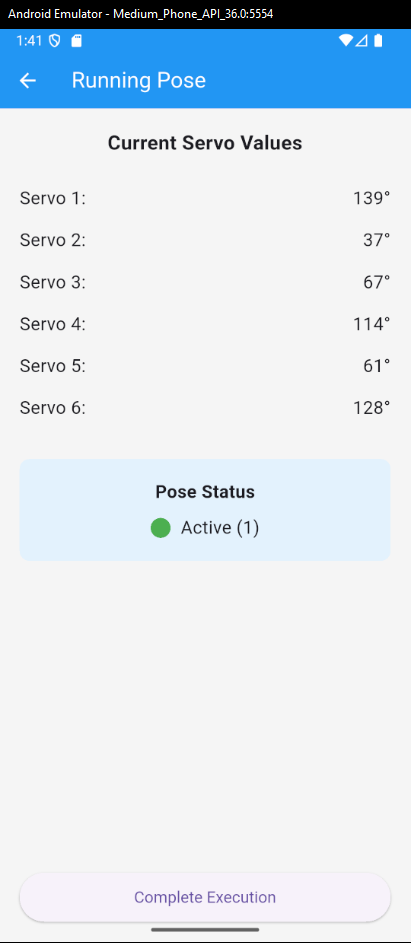 Android Emulator - Medium_Phone_API_36.0:5554
1:41
Running Pose
Current Servo Values
Servo 1: 139°
Servo 2: 37°
Servo 3: 67°
Servo 4: 114°
Servo 5: 61°
Servo 6: 128°
Pose Status
Active (1)
Complete Execution